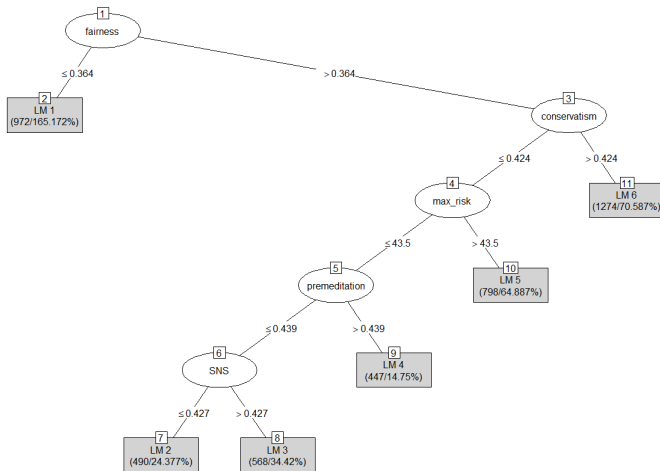 1
fairness
≤ 0.364
> 0.364
2
LM 1
(972/165.172%)
3
conservatism
≤ 0.424
> 0.424
4
max_risk
11
LM 6
(1274/70.587%)
≤ 43.5
> 43.5
5
premeditation
10
LM 5
(798/64.887%)
≤ 0.439
> 0.439
6
SNS
9
LM 4
(447/14.75%)
≤ 0.427
> 0.427
7
LM 2
(490/24.377%)
8
LM 3
(568/34.42%)